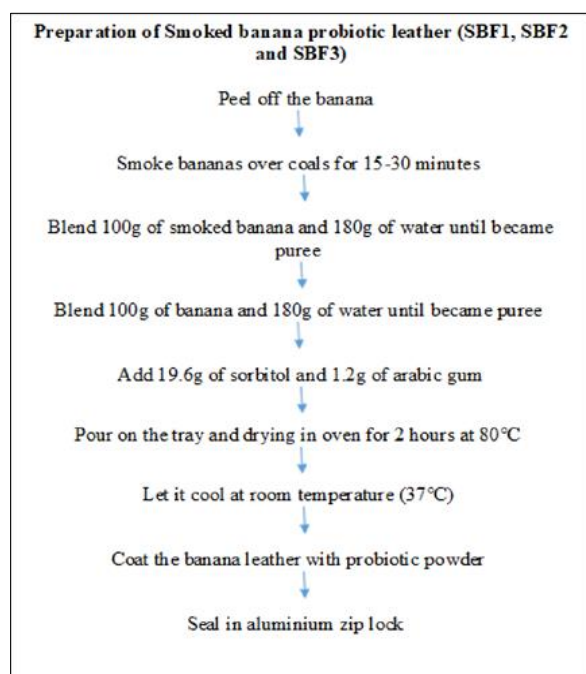 Preparation of Smoked banana probiotic leather (SBF1, SBF2
and SBF3)
Peel off the banana
Smoke bananas over coals for 15-30 minutes
Blend 100g of smoked banana and 180g of water until became
puree
Blend 100g of banana and 180g of water until became puree
Add 19.6g of sorbitol and 1.2g of arabic gum
Pour on the tray and drying in oven for 2 hours at 80℃
Let it cool at room temperature (37℃)
Coat the banana leather with probiotic powder
Seal in aluminium zip lock